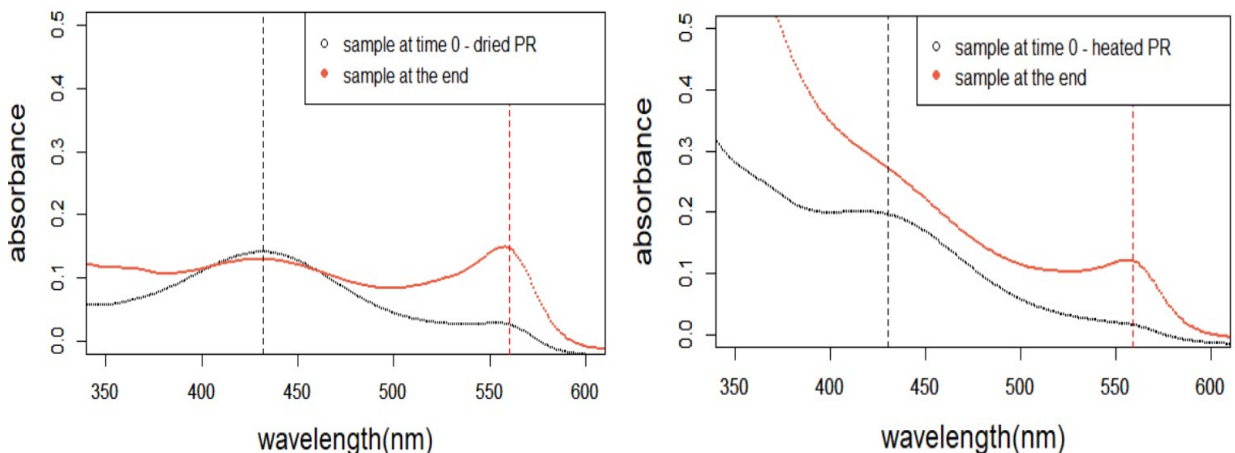 0.5
0.4
0.3
0.2
0.1
0.0
absorbance
sample at time 0 - dried PR
sample at the end
350 400 450 500 550 600
wavelength(nm)
0.5
0.4
0.3
0.2
0.1
0.0
absorbance
sample at time 0 - heated PR
sample at the end
350 400 450 500 550 600
wavelength(nm)